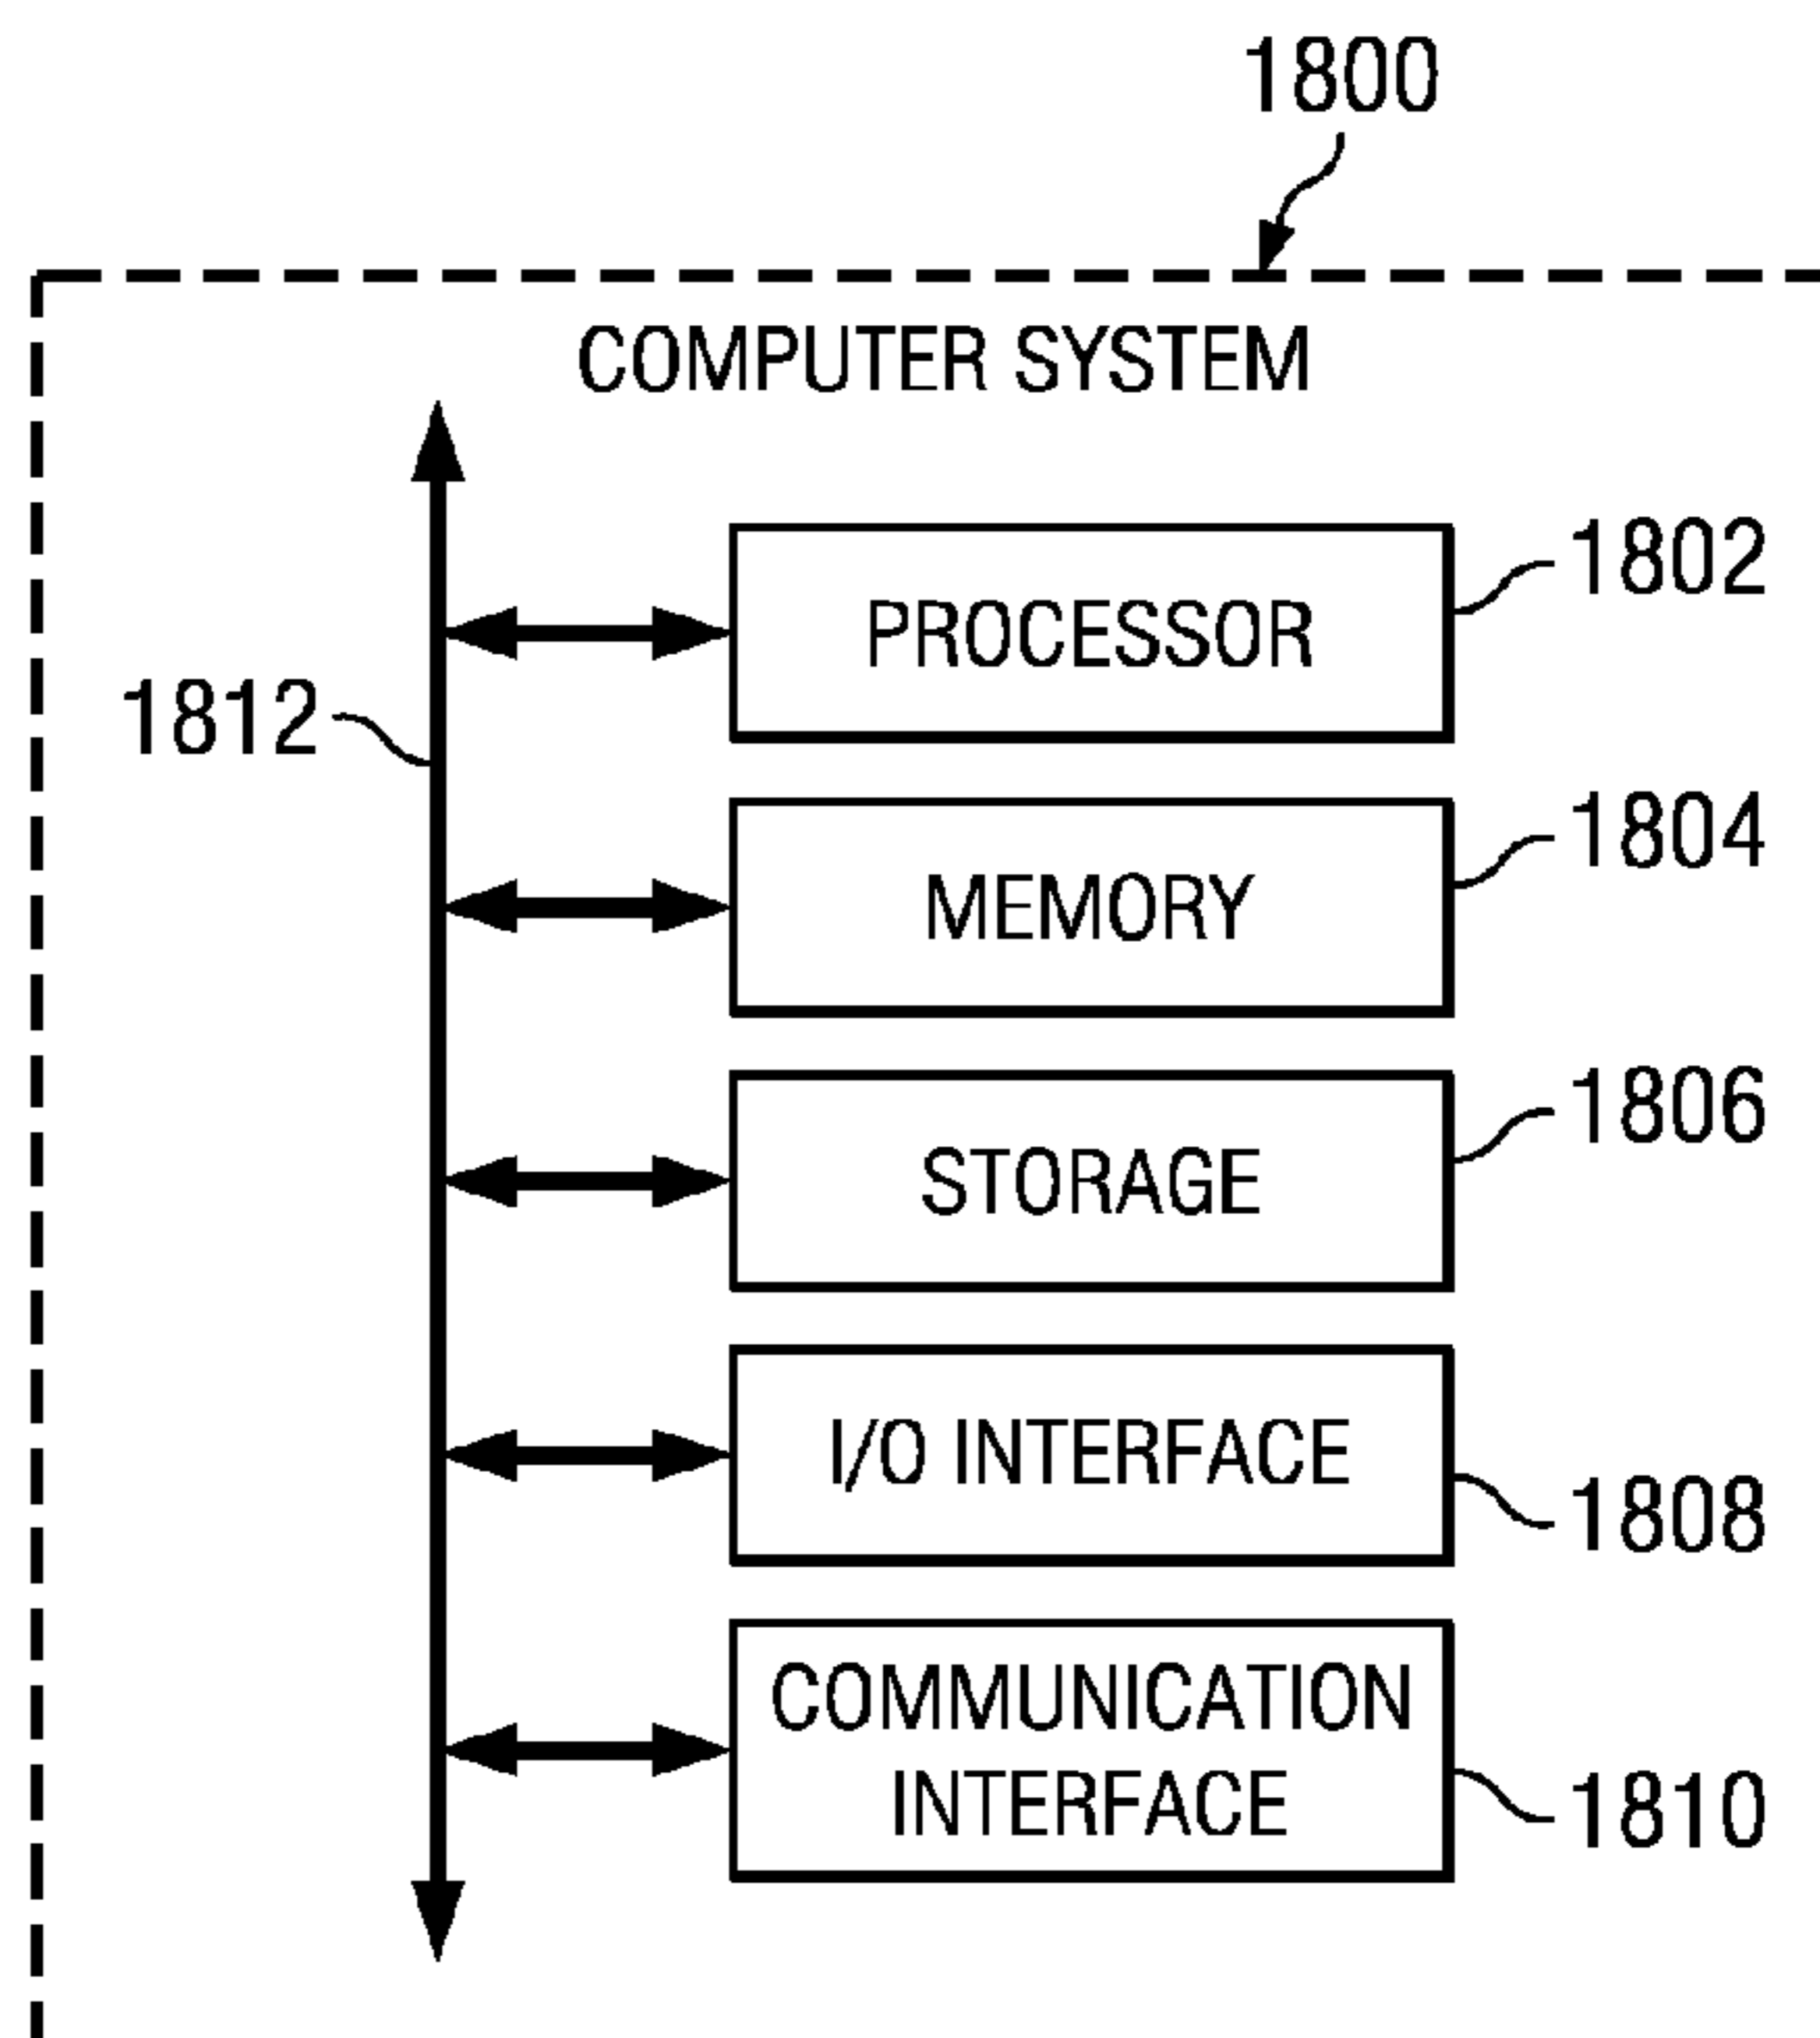 1800
COMPUTER SYSTEM
1802
PROCESSOR
1812
1804
MEMORY
1806
STORAGE
I/O INTERFACE
1808
COMMUNICATION
INTERFACE
1810